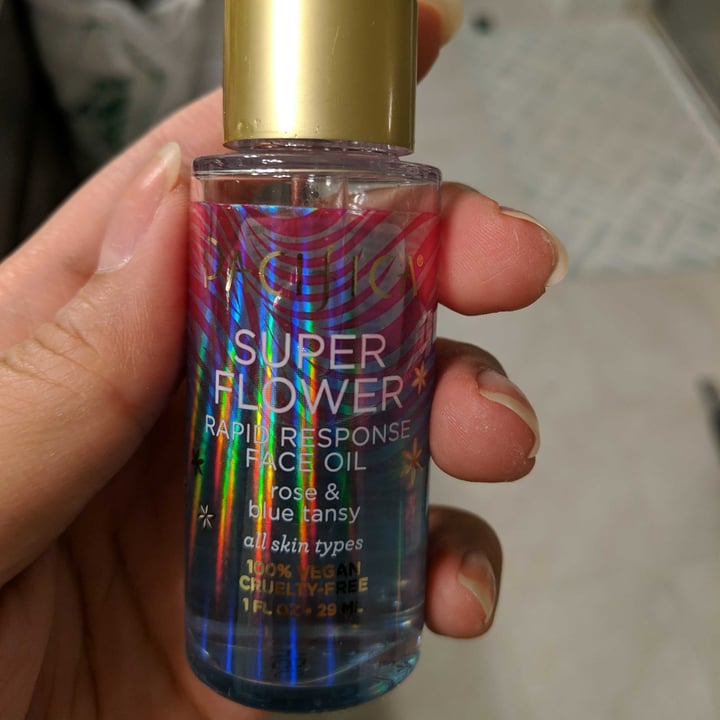 PACIFICA®
SUPER
FLOWER
RAPID RESPONSE
FACE OIL
rose &
blue tansy
all skin types
100% VEGAN
CRUELTY-FREE
1 FL OZ • 29 ML